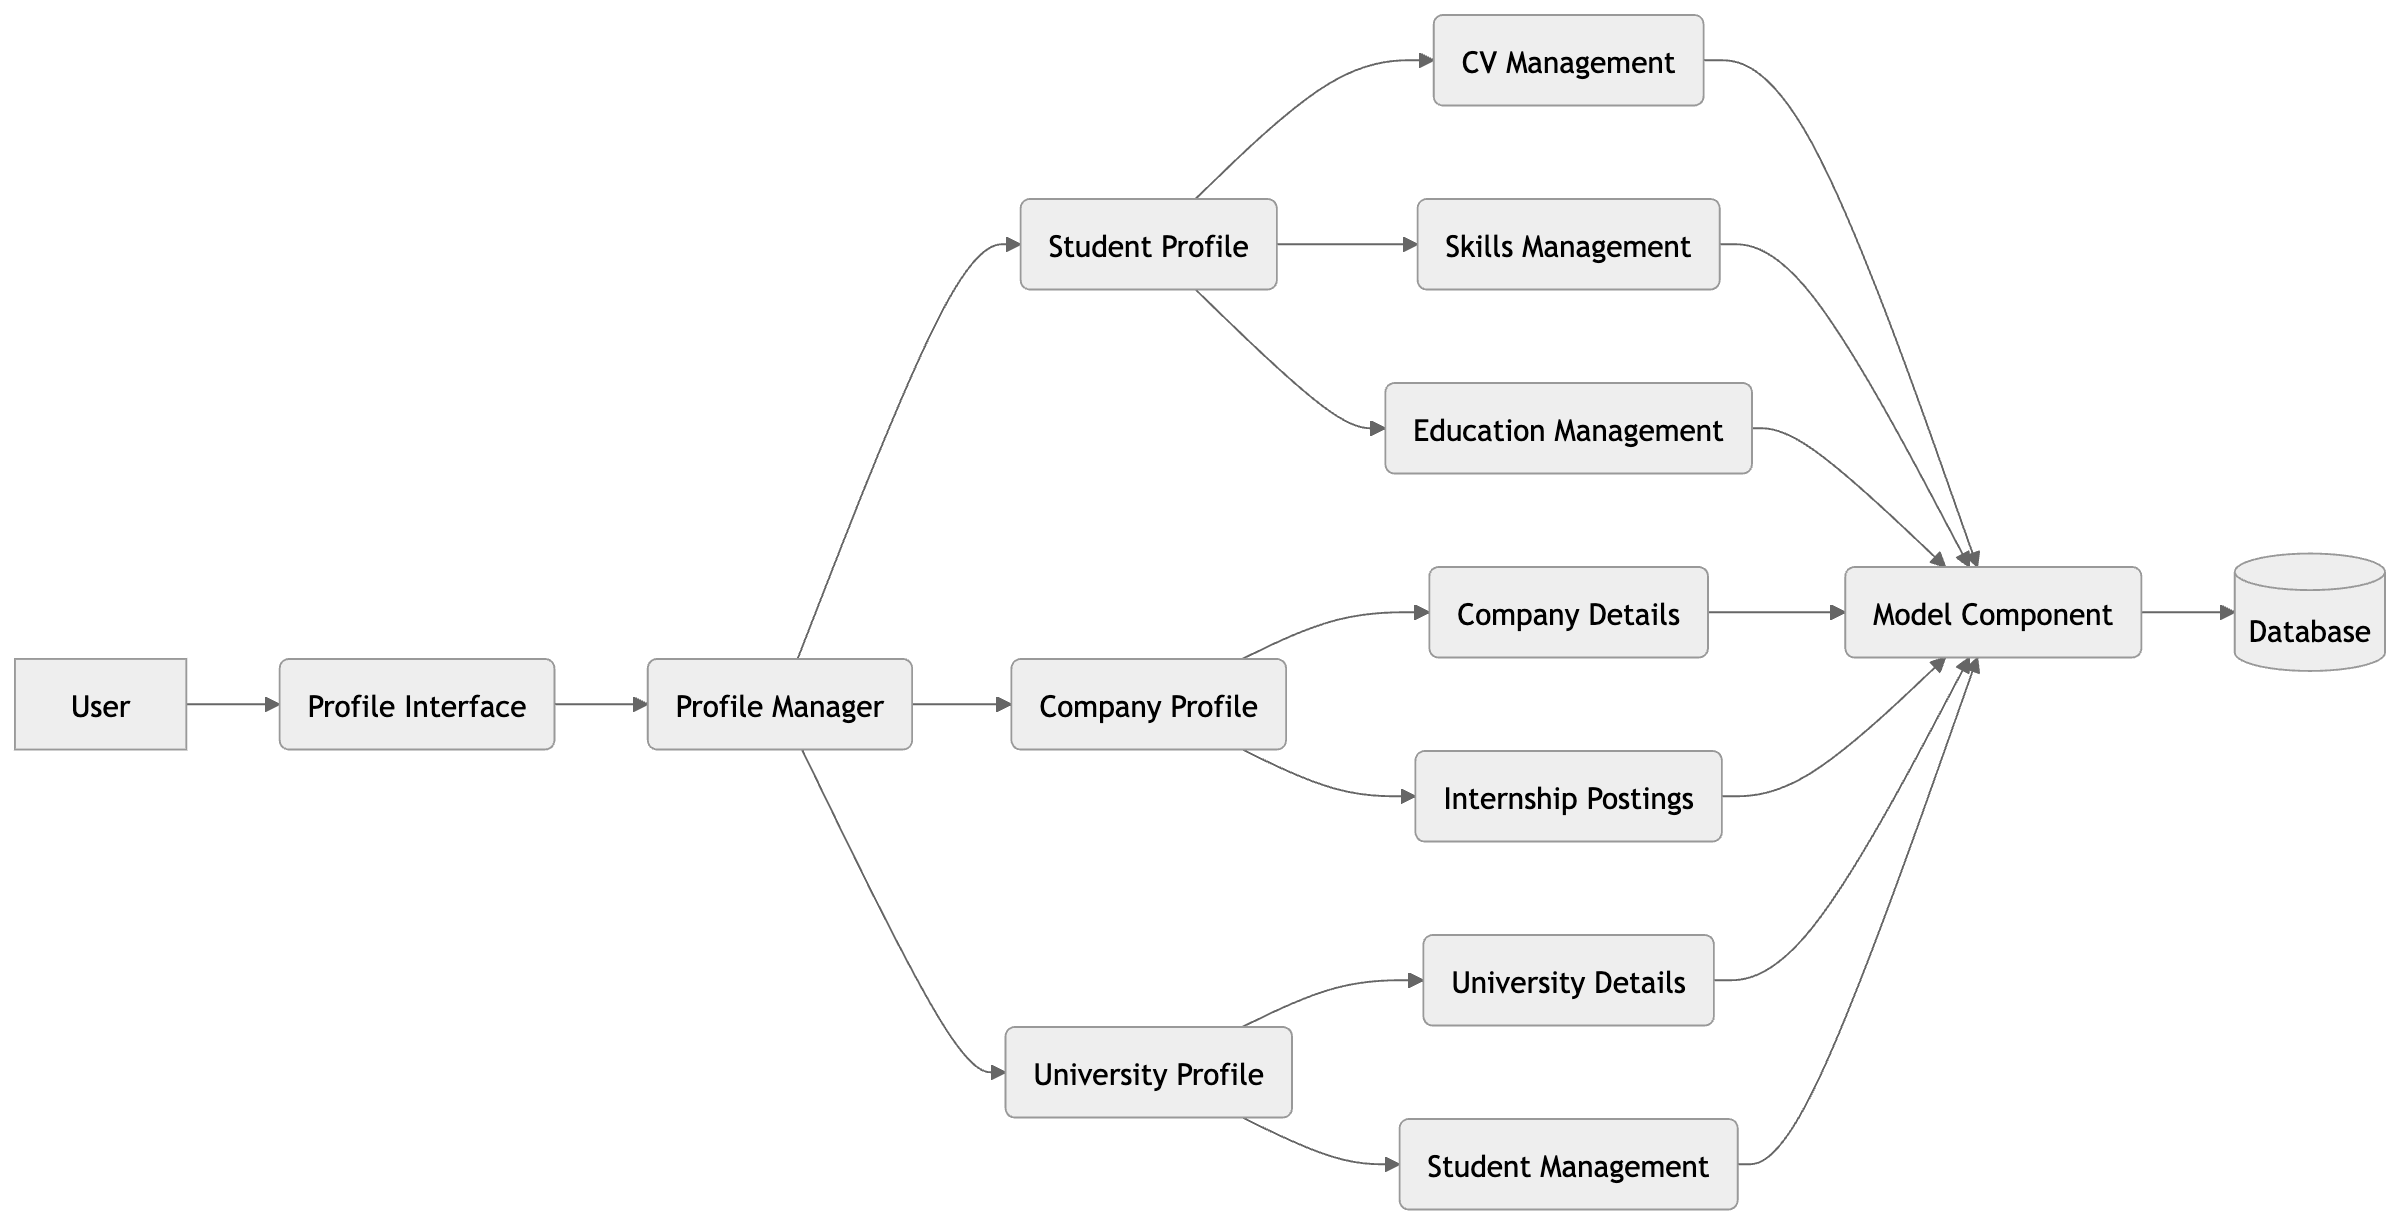 User
Profile Interface
Profile Manager
Student Profile
Company Profile
University Profile
CV Management
Skills Management
Education Management
Company Details
Internship Postings
University Details
Student Management
Model Component
Database